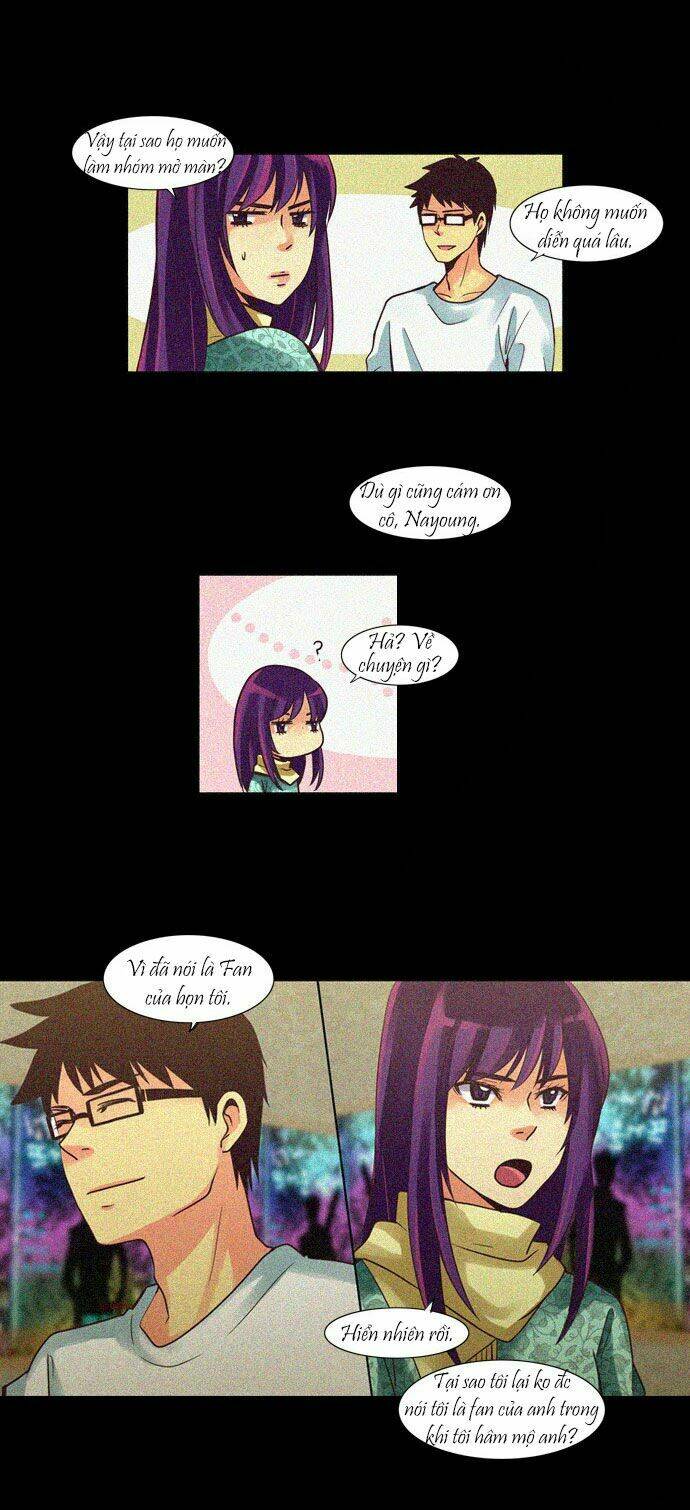 Vậy tại sao họ muốn
làm nhóm mở màn?
Họ không muốn
diễn quá lâu.
Dù gì cũng cám ơn
cô, Nayoung.
?
Hả? Về
chuyện gì?
Vì đã nói là Fan
của bọn tôi.
Hiển nhiên rồi.
Tại sao tôi lại ko đc
nói tôi là fan của anh trong
khi tôi hâm mộ anh?